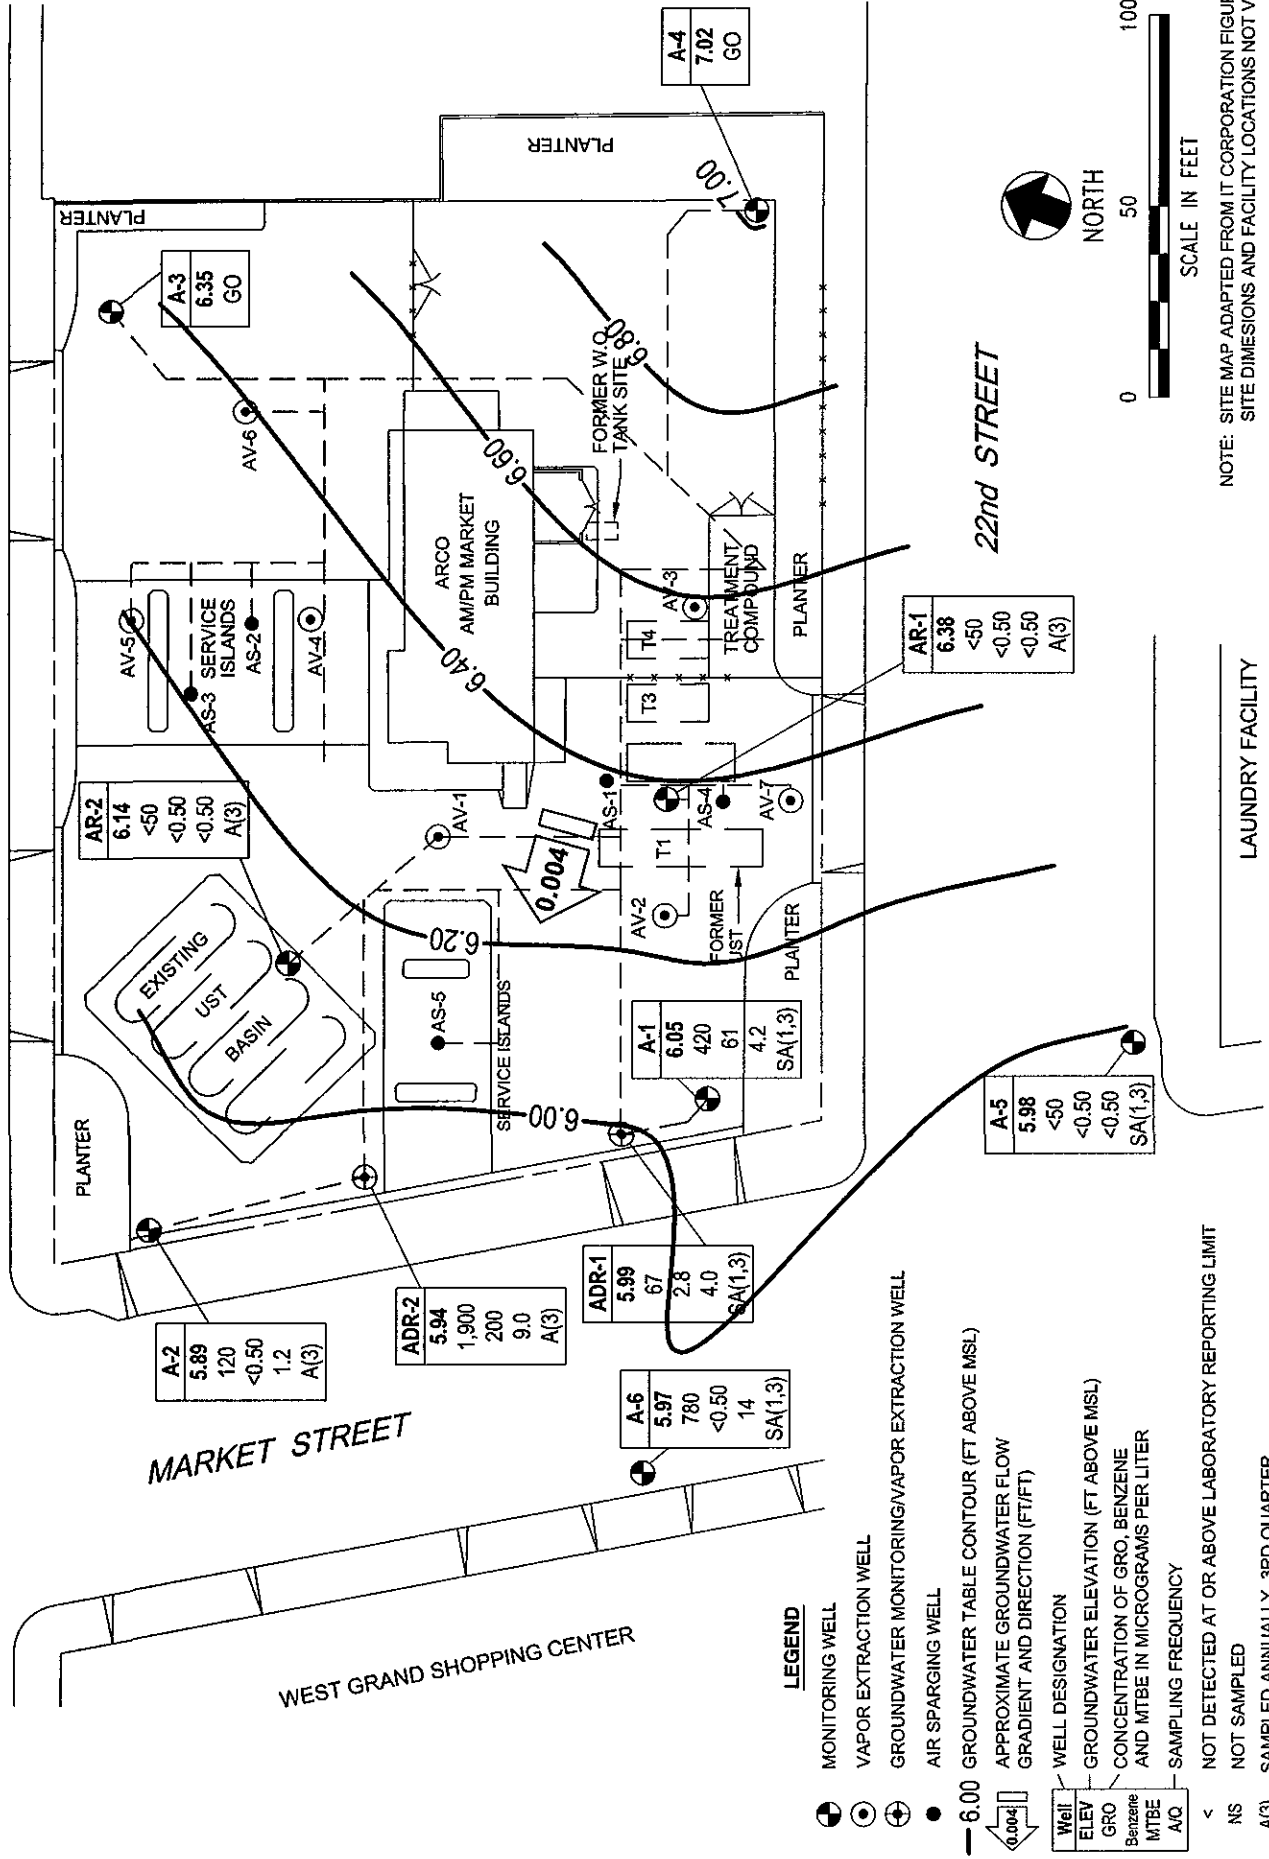 PLANTER
A-3
6.35
GO
A-4
7.02
GO
PLANTER
7.00
AV-6
AV-5
SERVICE
ISLANDS
AS-3
AS-2
AV-4
ARCO
AM/PM MARKET
BUILDING
6.60
6.80
FORMER W.O.
TANK SITE
6.40
AV-3
T4
T3
TREATMENT
COMPOUND
PLANTER
22nd STREET
NORTH
0
50
100
SCALE IN FEET
NOTE: SITE MAP ADAPTED FROM IT CORPORATION FIGUR
SITE DIMESIONS AND FACILITY LOCATIONS NOT V
AR-2
6.14
<50
<0.50
<0.50
A(3)
AR-1
6.38
<50
<0.50
<0.50
A(3)
AV-1
AS-1
AS-4
AV-7
T1
0.004
AV-2
FORMER
UST
PLANTER
6.20
EXISTING
UST
BASIN
AS-5
SERVICE ISLANDS
PLANTER
6.00
A-1
6.05
420
61
4.2
SA(1,3)
A-5
5.98
<50
<0.50
<0.50
SA(1,3)
LAUNDRY FACILITY
A-2
5.89
120
<0.50
1.2
A(3)
ADR-2
5.94
1,900
200
9.0
A(3)
ADR-1
5.99
67
2.8
4.0
SA(1,3)
A-6
5.97
780
<0.50
14
SA(1,3)
MARKET STREET
WEST GRAND SHOPPING CENTER
LEGEND
MONITORING WELL
VAPOR EXTRACTION WELL
GROUNDWATER MONITORING/VAPOR EXTRACTION WELL
AIR SPARGING WELL
6.00 GROUNDWATER TABLE CONTOUR (FT ABOVE MSL)
0.004 APPROXIMATE GROUNDWATER FLOW
GRADIENT AND DIRECTION (FT/FT)
Well WELL DESIGNATION
ELEV GROUNDWATER ELEVATION (FT ABOVE MSL)
GRO CONCENTRATION OF GRO, BENZENE
Benzene AND MTBE IN MICROGRAMS PER LITER
MTBE
A/Q SAMPLING FREQUENCY
< NOT DETECTED AT OR ABOVE LABORATORY REPORTING LIMIT
NS NOT SAMPLED
A(3) SAMPLED ANNUALLY, 3RD QUARTER